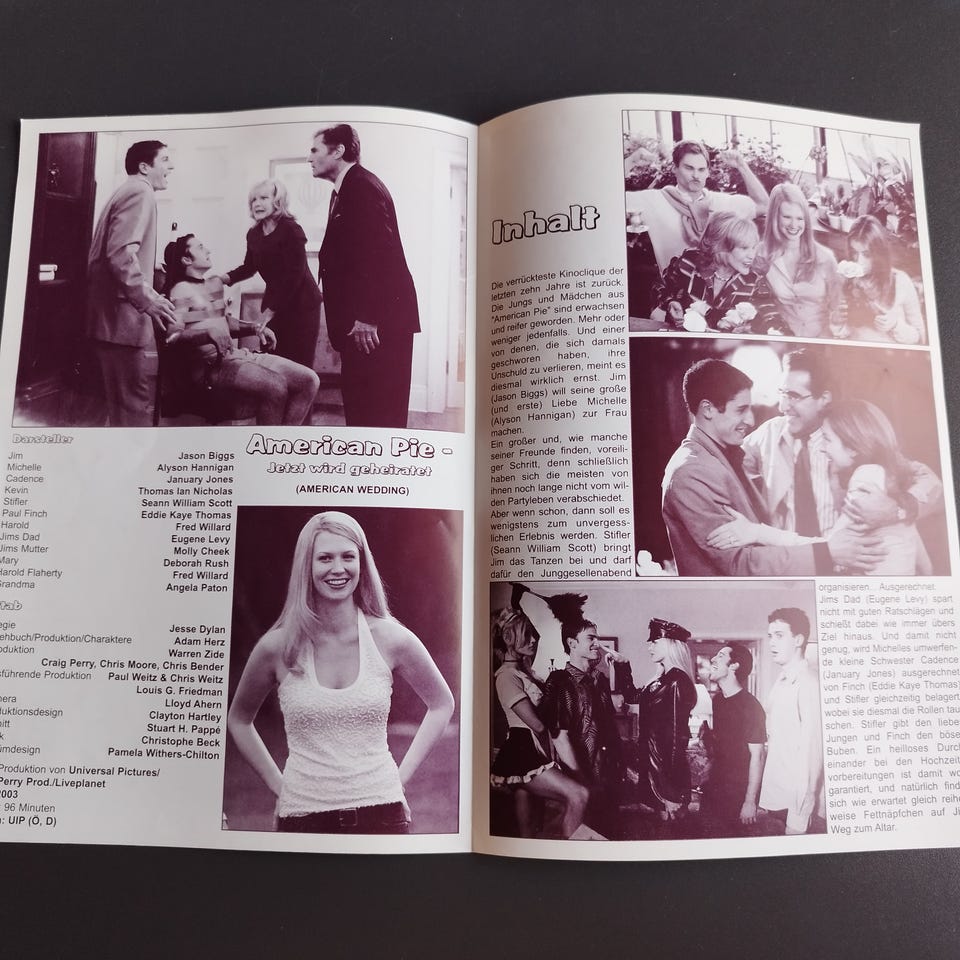 Darsteller
Jim Jason Biggs
Michelle Alyson Hannigan
Cadence January Jones
Kevin Thomas Ian Nicholas
Stifler Seann William Scott
Paul Finch Eddie Kaye Thomas
Harold Fred Willard
Jims Dad Eugene Levy
Jims Mutter Molly Cheek
Mary Deborah Rush
Harold Flaherty Fred Willard
Grandma Angela Paton
Stab
egie Jesse Dylan
ehbuch/Produktion/Charaktere Adam Herz
oduktion Warren Zide
Craig Perry, Chris Moore, Chris Bender
sführende Produktion Paul Weitz & Chris Weitz
Louis G. Friedman
nera Lloyd Ahern
duktionsdesign Clayton Hartley
nitt Stuart H. Pappé
k Christophe Beck
ümdesign Pamela Withers-Chilton
Produktion von Universal Pictures/
Perry Prod./Liveplanet
2003
: 96 Minuten
n: UIP (Ö, D)
American Pie -
Jetzt wird geheiratet
(AMERICAN WEDDING)
Inhalt
Die verrückteste Kinoclique der
letzten zehn Jahre ist zurück.
Die Jungs und Mädchen aus
"American Pie" sind erwachsen
und reifer geworden. Mehr oder
weniger jedenfalls. Und einer
von denen, die sich damals
geschworen haben, ihre
Unschuld zu verlieren, meint es
diesmal wirklich ernst. Jim
(Jason Biggs) will seine große
(und erste) Liebe Michelle
(Alyson Hannigan) zur Frau
machen.
Ein großer und, wie manche
seiner Freunde finden, voreili-
ger Schritt, denn schließlich
haben sich die meisten von
ihnen noch lange nicht vom wil-
den Partyleben verabschiedet.
Aber wenn schon, dann soll es
wenigstens zum unvergess-
lichen Erlebnis werden. Stifler
(Seann William Scott) bringt
Jim das Tanzen bei und darf
dafür den Junggesellenabend
organisieren... Ausgerechnet.
Jims Dad (Eugene Levy) spart
nicht mit guten Ratschlägen und
schießt dabei wie immer übers
Ziel hinaus. Und damit nicht
genug, wird Michelles umwerfen-
de kleine Schwester Cadence
(January Jones) ausgerechnet
von Finch (Eddie Kaye Thomas)
und Stifler gleichzeitig belagert
wobei sie diesmal die Rollen tau
schen. Stifler gibt den lieben
Jungen und Finch den böse
Buben. Ein heilloses Durch
einander bei den Hochzeit
vorbereitungen ist damit wo
garantiert, und natürlich find
sich wie erwartet gleich reihe
weise Fettnäpfchen auf Ji
Weg zum Altar.